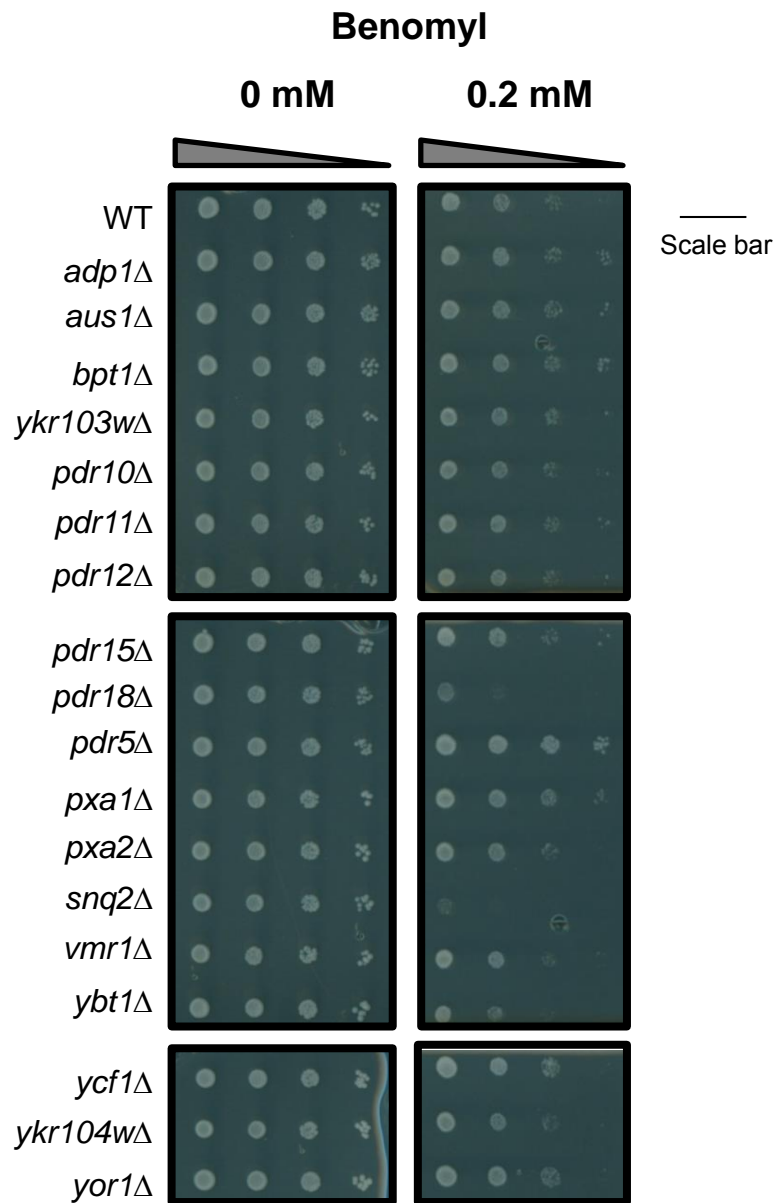 Benomyl
0 mM 0.2 mM
WT
Scale bar
adp1Δ
aus1Δ
bpt1Δ
ykr103wΔ
pdr10Δ
pdr11Δ
pdr12Δ
pdr15Δ
pdr18Δ
pdr5Δ
pxa1Δ
pxa2Δ
snq2Δ
vmr1Δ
ybt1Δ
ycf1Δ
ykr104wΔ
yor1Δ